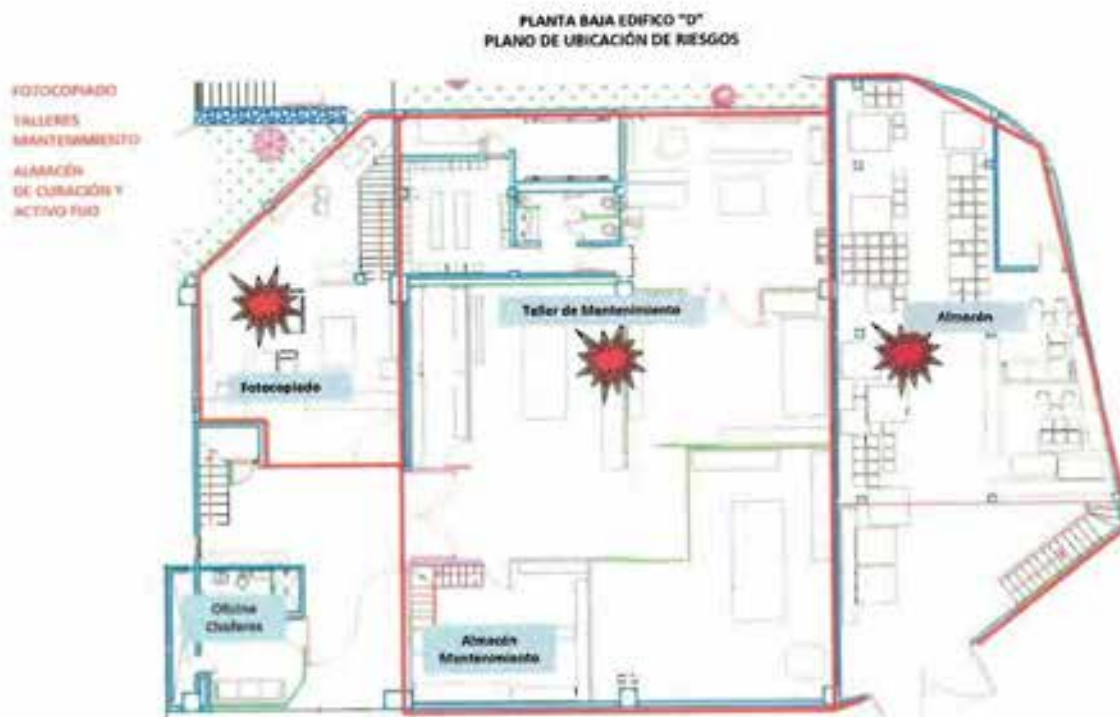 PLANTA BAJA EDIFICO "D"
PLANO DE UBICACIÓN DE RIESGOS
FOTOCOPIADO
TALLERES
MANTENIMIENTO
ALMACÉN
DE CURACIÓN Y
ACTIVO FIJO
Taller de Mantenimiento
Almacén
Fotocopiado
Oficina
Choferes
Almacén
Mantenimiento